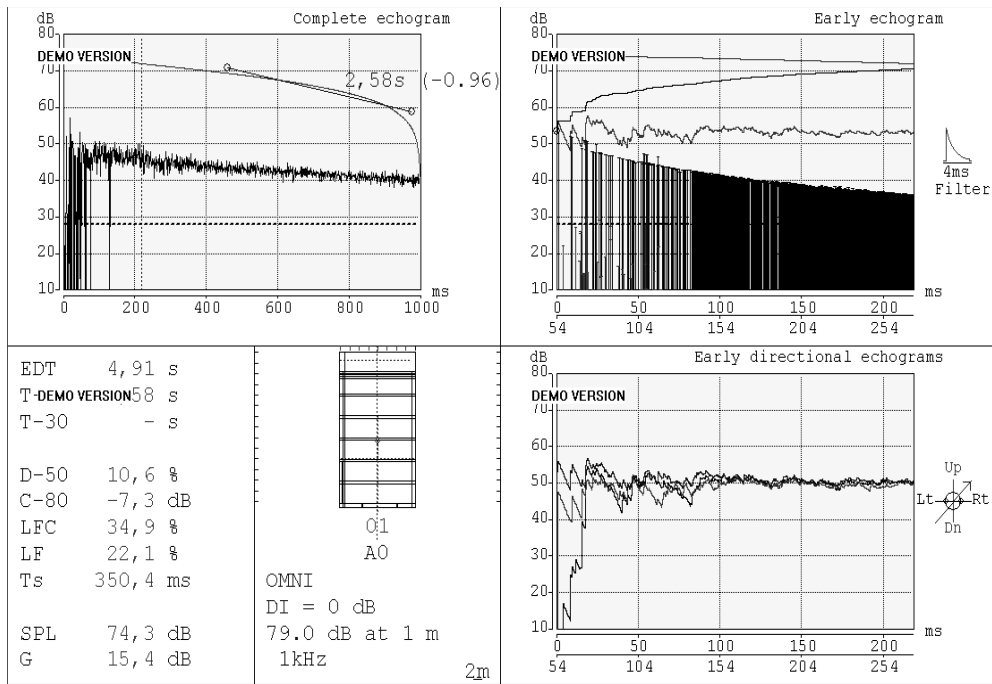 dB Complete echogram
80
DEMO VERSION
70
2,58s (-0.96)
60
50
40
30
20
10
ms
0 200 400 600 800 1000
dB Early echogram
80
DEMO VERSION
70
60
50
40
30
20
10
4ms
Filter
ms
0 50 100 150 200
54 104 154 204 254
EDT 4,91 s
T- DEMO VERSION 58 s
T-30 - s
D-50 10,6 %
C-80 -7,3 dB
LFC 34,9 %
LF 22,1 %
Ts 350,4 ms
SPL 74,3 dB
G 15,4 dB
01
A0
OMNI
DI = 0 dB
79.0 dB at 1 m
1kHz
2m
dB Early directional echograms
80
DEMO VERSION
70
60
50
40
30
20
10
Up
Lt Rt
Dn
ms
0 50 100 150 200
54 104 154 204 254